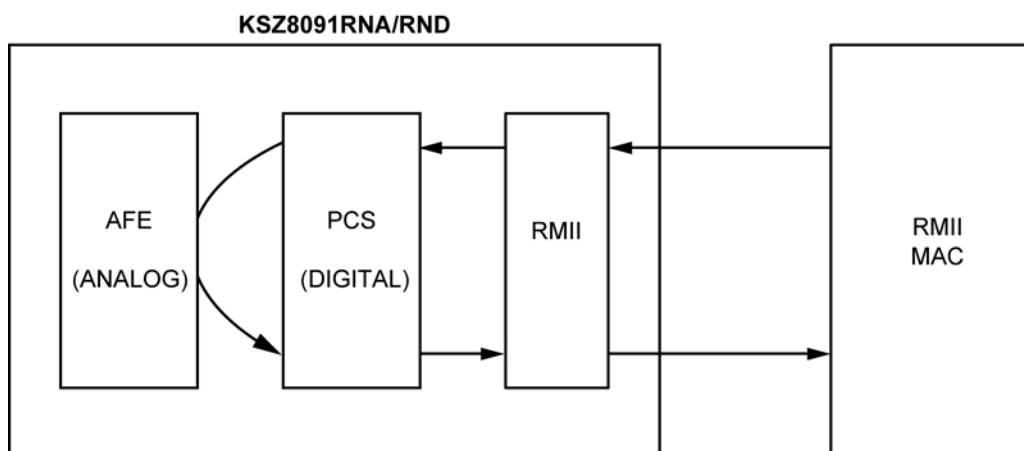 KSZ8091RNA/RND
AFE
(ANALOG)
PCS
(DIGITAL)
RMII
RMII
MAC